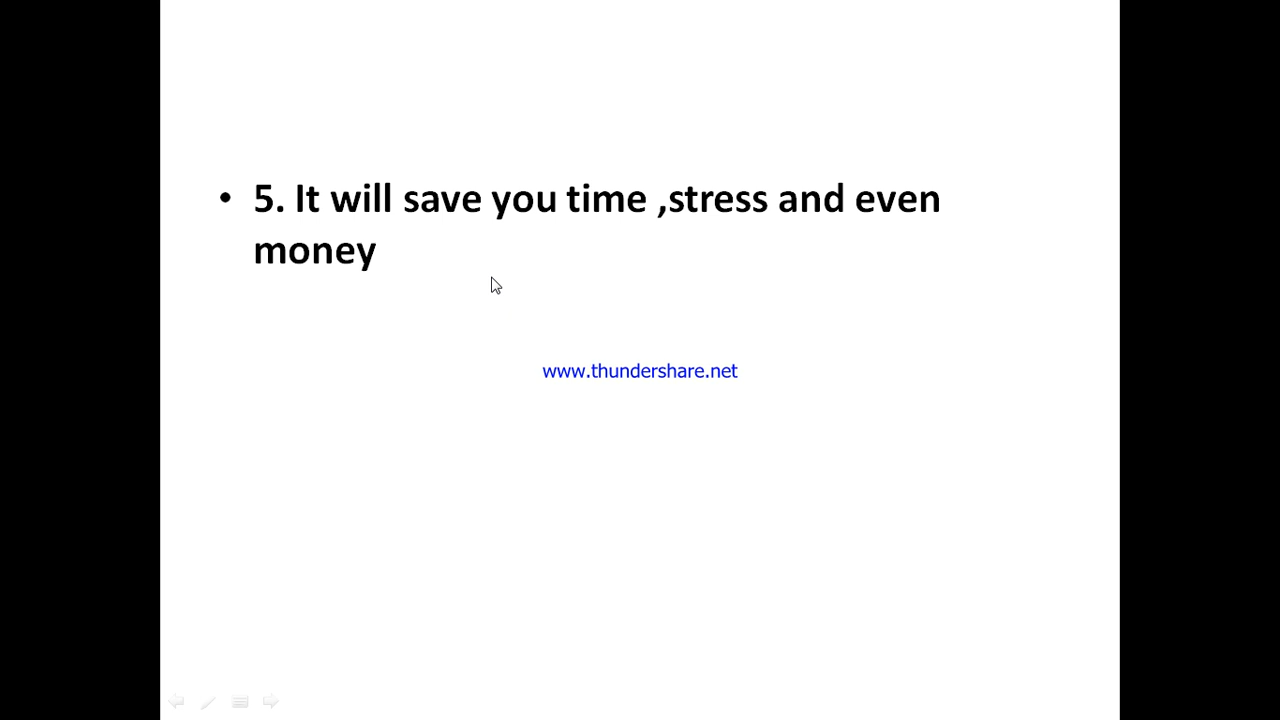 • 5. It will save you time ,stress and even
money
www.thundershare.net